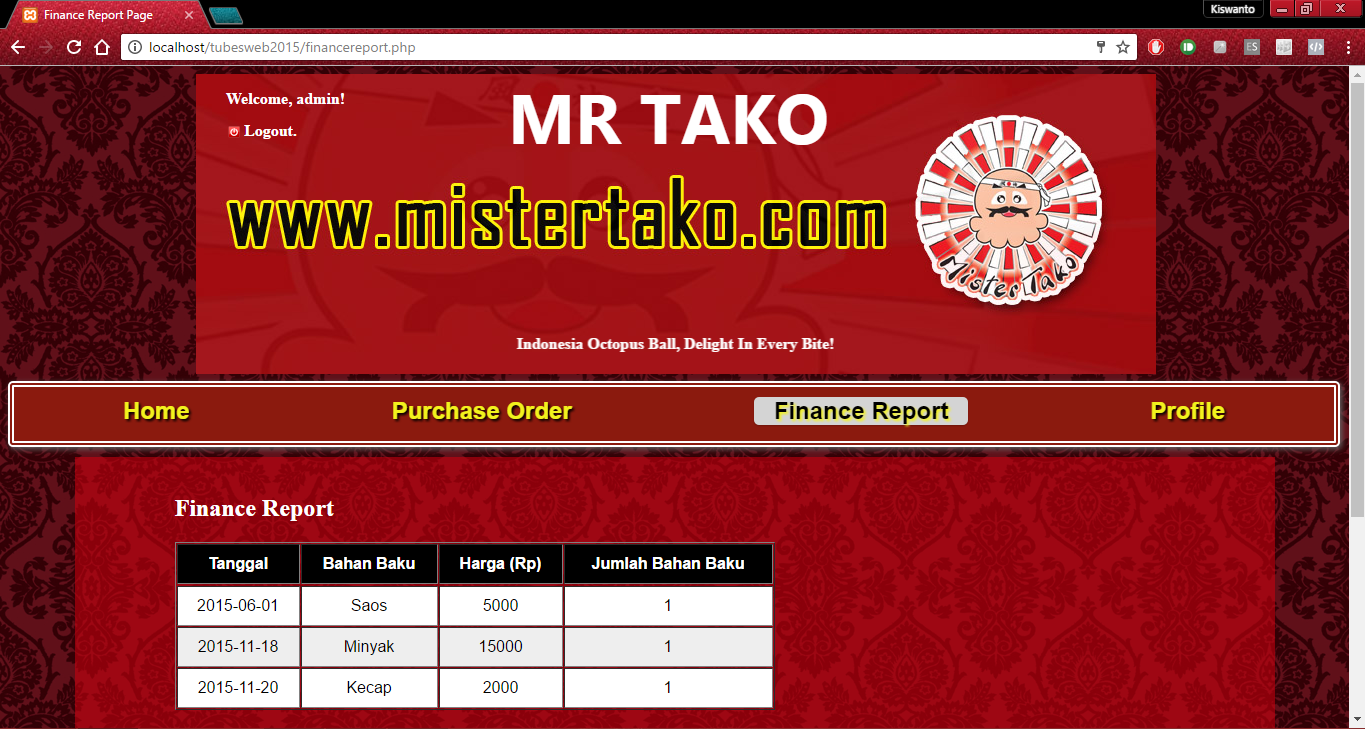 Finance Report Page
Kiswanto
localhost/tubesweb2015/financereport.php
ES
Welcome, admin!
Logout.
MR TAKO
www.mistertako.com
Mister Tako
Indonesia Octopus Ball, Delight In Every Bite!
Home Purchase Order Finance Report Profile
Finance Report
Tanggal Bahan Baku Harga (Rp) Jumlah Bahan Baku
2015-06-01 Saos 5000 1
2015-11-18 Minyak 15000 1
2015-11-20 Kecap 2000 1